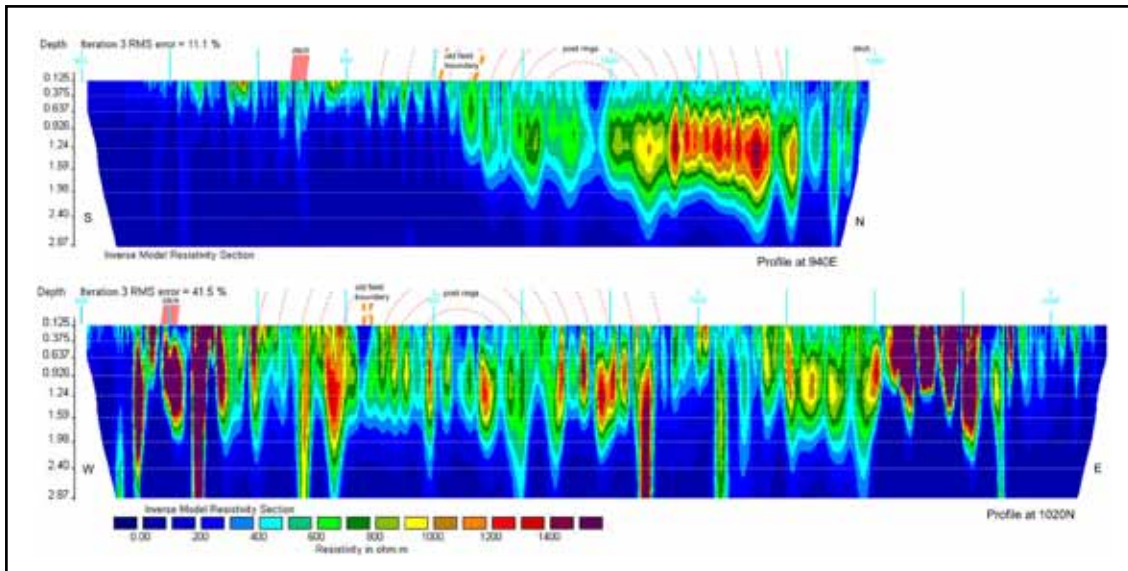 Depth Iteration 3 RMS error = 11.1 %
ditch
old field
boundary
post rings
ditch
0.125
0.375
0.637
0.926
1.24
1.59
1.98
2.40
2.87
S
N
Inverse Model Resistivity Section
Profile at 940E
Depth Iteration 3 RMS error = 41.5 %
ditch
old field
boundary
post rings
0.125
0.375
0.637
0.926
1.24
1.59
1.98
2.40
2.87
W
E
Inverse Model Resistivity Section
Profile at 1020N
0.00 200 400 600 800 1000 1200 1400
Resistivity in ohm.m